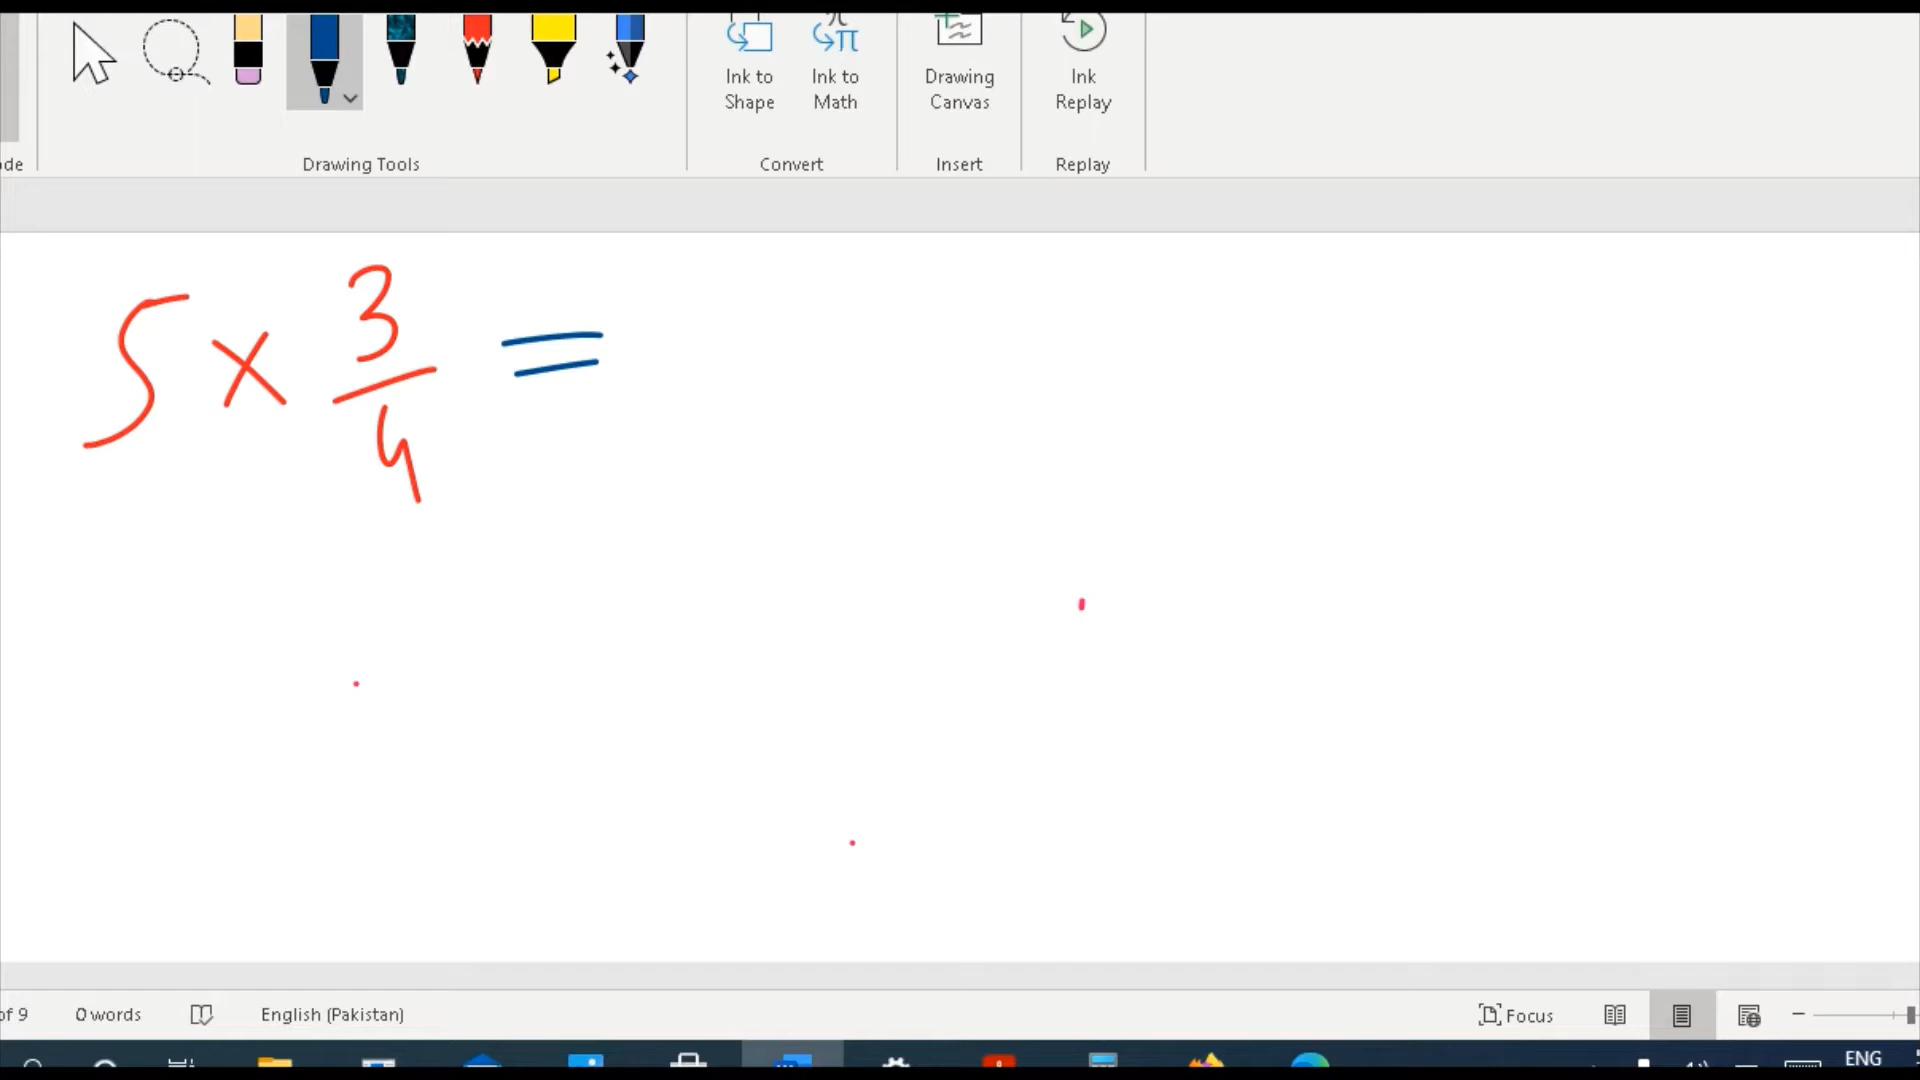 Ink to Shape
Ink to Math
Drawing Canvas
Ink Replay
de
Drawing Tools
Convert
Insert
Replay
5 × 3/4 =
of 9
0 words
English (Pakistan)
Focus
ENG